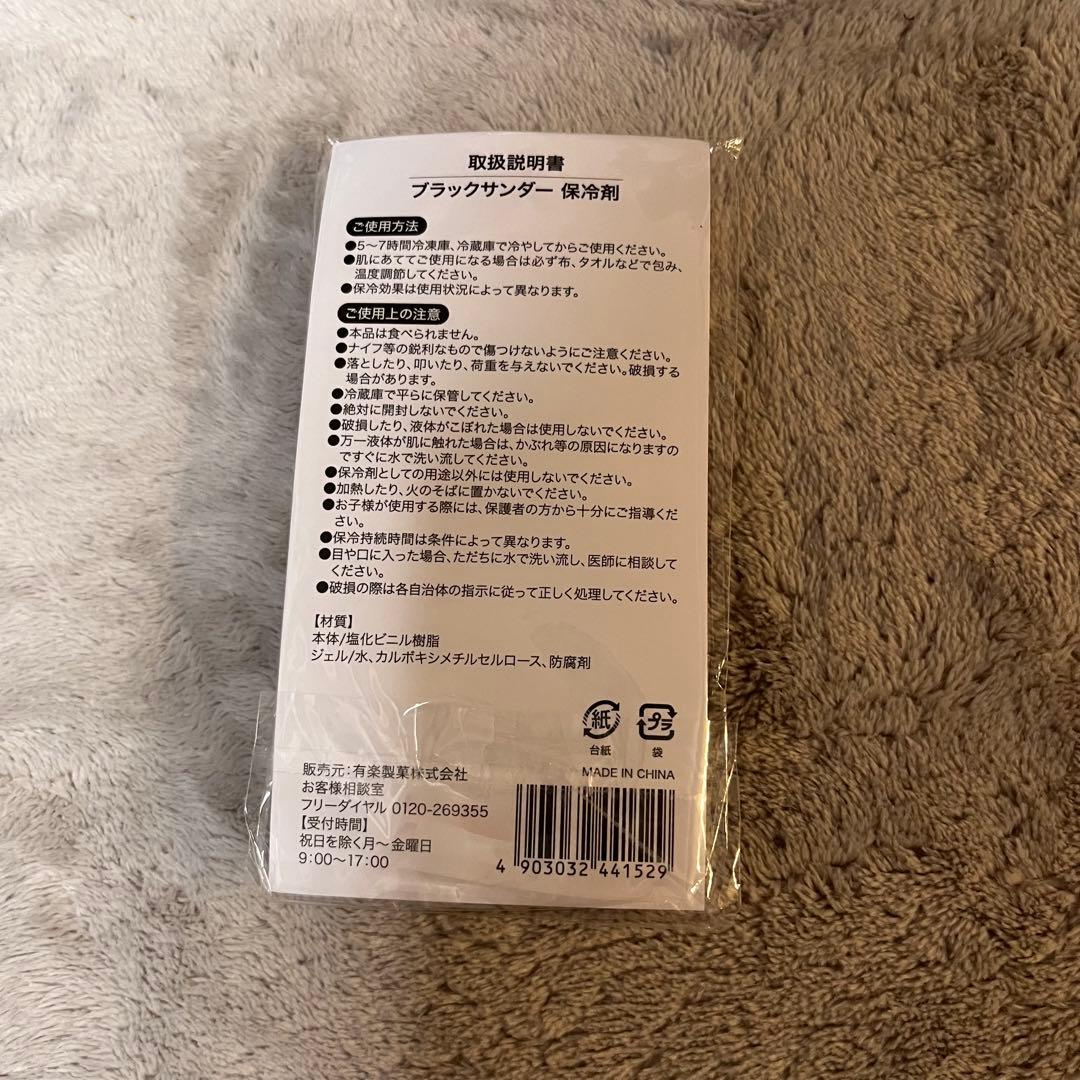 取扱説明書
ブラックサンダー 保冷剤
ご使用方法
●5〜7時間冷凍庫、冷蔵庫で冷やしてからご使用ください。
●肌にあててご使用になる場合は必ず布、タオルなどで包み、
温度調節してください。
●保冷効果は使用状況によって異なります。
ご使用上の注意
●本品は食べられません。
●ナイフ等の鋭利なもので傷つけないようにご注意ください。
●落としたり、叩いたり、荷重を与えないでください。破損する
場合があります。
●冷蔵庫で平らに保管してください。
●絶対に開封しないでください。
●破損したり、液体がこぼれた場合は使用しないでください。
●万一液体が肌に触れた場合は、かぶれ等の原因になりますの
ですぐに水で洗い流してください。
●保冷剤としての用途以外には使用しないでください。
●加熱したり、火のそばに置かないでください。
●お子様が使用する際には、保護者の方から十分にご指導くだ
さい。
●保冷持続時間は条件によって異なります。
●目や口に入った場合、ただちに水で洗い流し、医師に相談して
ください。
●破損の際は各自治体の指示に従って正しく処理してください。
【材質】
本体/塩化ビニル樹脂
ジェル/水、カルボキシメチルセルロース、防腐剤
紙 プラ
台紙 袋
販売元：有楽製菓株式会社
お客様相談室
フリーダイヤル 0120-269355
【受付時間】
祝日を除く月〜金曜日
9:00〜17:00
MADE IN CHINA
4 903032 441529